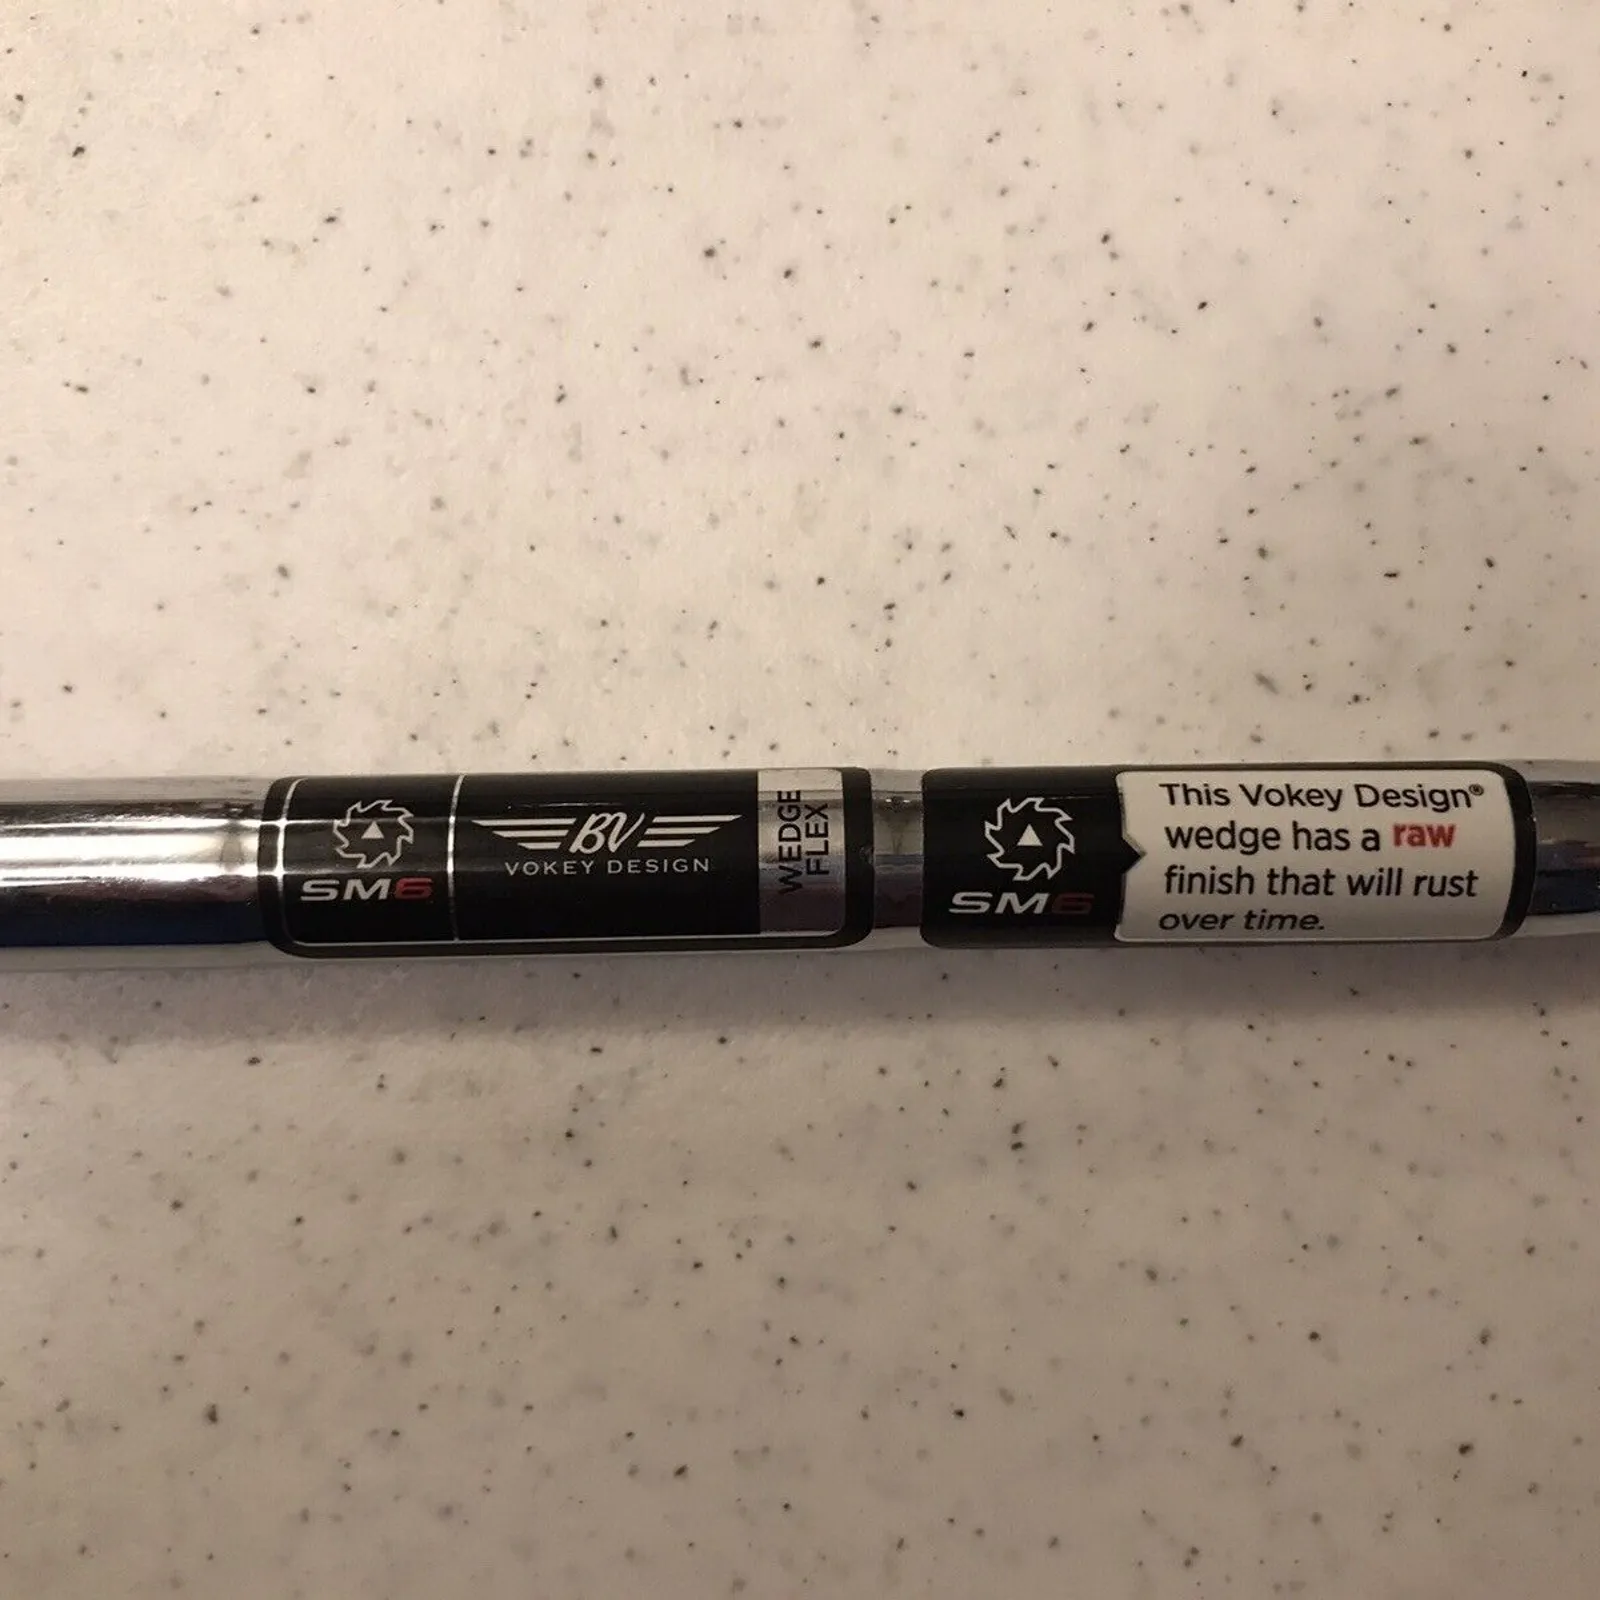 SM6
BV
VOKEY DESIGN
WEDGE
FLEX
SM6
This Vokey Design®
wedge has a raw
finish that will rust
over time.